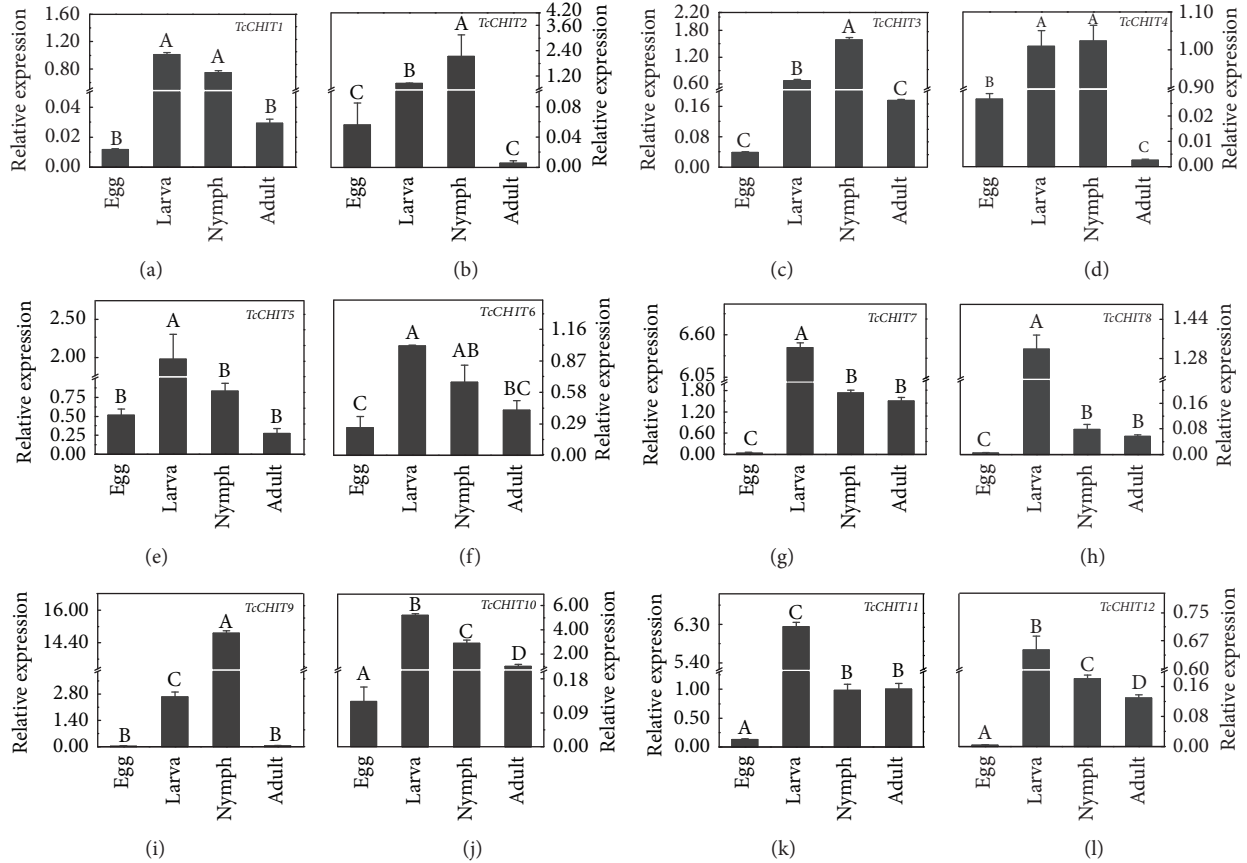 Relative expression
1.60
1.20
0.80
0.04
0.02
0.00
TcCHIT1
B
A
A
B
Egg
Larva
Nymph
Adult
(a)
TcCHIT2
C
B
A
C
4.20
2.40
1.20
0.08
0.04
0.00
Relative expression
Egg
Larva
Nymph
Adult
(b)
Relative expression
2.20
1.80
1.20
0.60
0.16
0.08
0.00
TcCHIT3
C
B
A
C
Egg
Larva
Nymph
Adult
(c)
TcCHIT4
B
A
A
C
1.10
1.00
0.90
0.02
0.00
Relative expression
Egg
Larva
Nymph
Adult
(d)
Relative expression
2.50
2.00
0.75
0.50
0.25
0.00
TcCHIT5
B
A
B
B
Egg
Larva
Nymph
Adult
(e)
TcCHIT6
C
A
AB
BC
1.16
0.87
0.58
0.29
0.00
Relative expression
Egg
Larva
Nymph
Adult
(f)
Relative expression
6.60
6.05
1.80
1.20
0.60
0.00
TcCHIT7
C
A
B
B
Egg
Larva
Nymph
Adult
(g)
TcCHIT8
C
A
B
B
1.44
1.28
0.16
0.08
0.00
Relative expression
Egg
Larva
Nymph
Adult
(h)
Relative expression
16.00
14.40
2.80
1.40
0.00
TcCHIT9
B
C
A
B
Egg
Larva
Nymph
Adult
(i)
TcCHIT10
A
B
C
D
6.00
4.00
2.00
0.18
0.09
0.00
Relative expression
Egg
Larva
Nymph
Adult
(j)
Relative expression
6.30
5.40
1.00
0.50
0.00
TcCHIT11
A
C
B
B
Egg
Larva
Nymph
Adult
(k)
TcCHIT12
A
B
C
D
0.75
0.67
0.60
0.16
0.08
0.00
Relative expression
Egg
Larva
Nymph
Adult
(l)